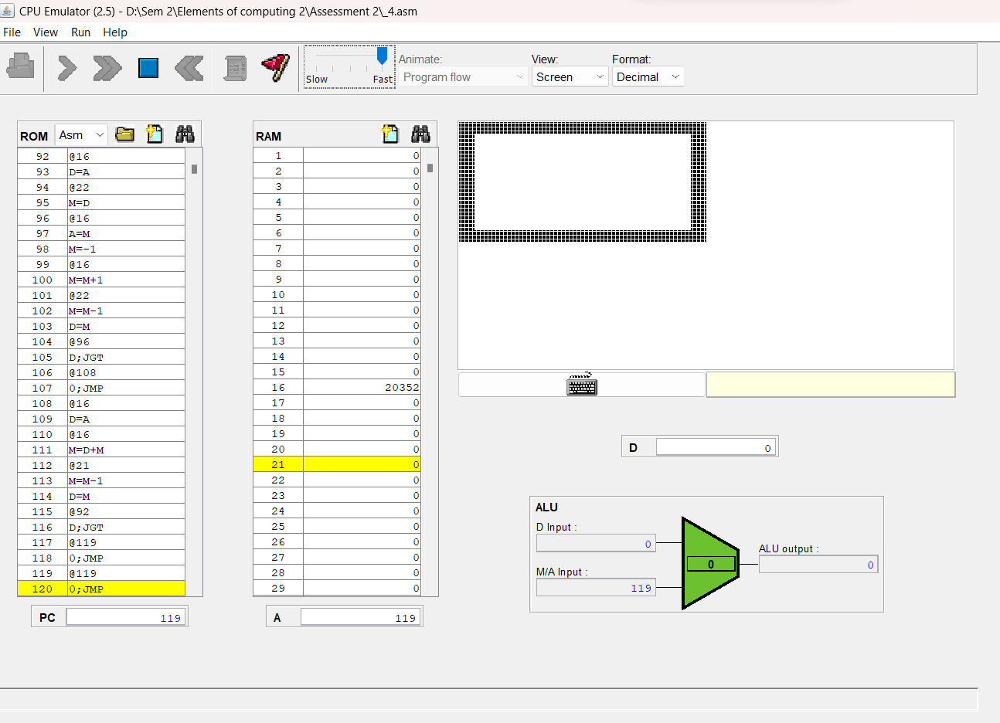 CPU Emulator (2.5) - D:\Sem 2\Elements of computing 2\Assessment 2\_4.asm
File View Run Help
Animate: View: Format:
Slow Fast Program flow Screen Decimal
ROM Asm
92 @16
93 D=A
94 @22
95 M=D
96 @16
97 A=M
98 M=-1
99 @16
100 M=M+1
101 @22
102 M=M-1
103 D=M
104 @96
105 D;JGT
106 @108
107 0;JMP
108 @16
109 D=A
110 @16
111 M=D+M
112 @21
113 M=M-1
114 D=M
115 @92
116 D;JGT
117 @119
118 0;JMP
119 @119
120 0;JMP
PC 119
RAM
1 0
2 0
3 0
4 0
5 0
6 0
7 0
8 0
9 0
10 0
11 0
12 0
13 0
14 0
15 0
16 20352
17 0
18 0
19 0
20 0
21 0
22 0
23 0
24 0
25 0
26 0
27 0
28 0
29 0
A 119
D 0
ALU
D Input :
0
M/A Input :
119
0
ALU output :
0